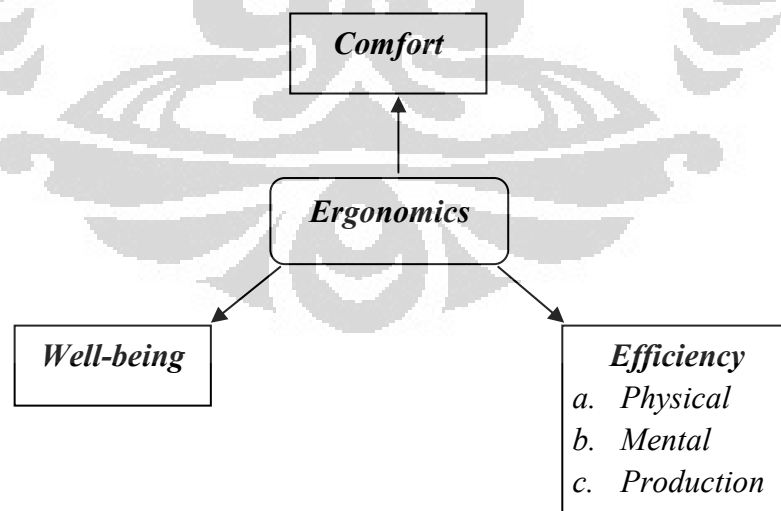 Comfort
Ergonomics
Well-being
Efficiency
a. Physical
b. Mental
c. Production